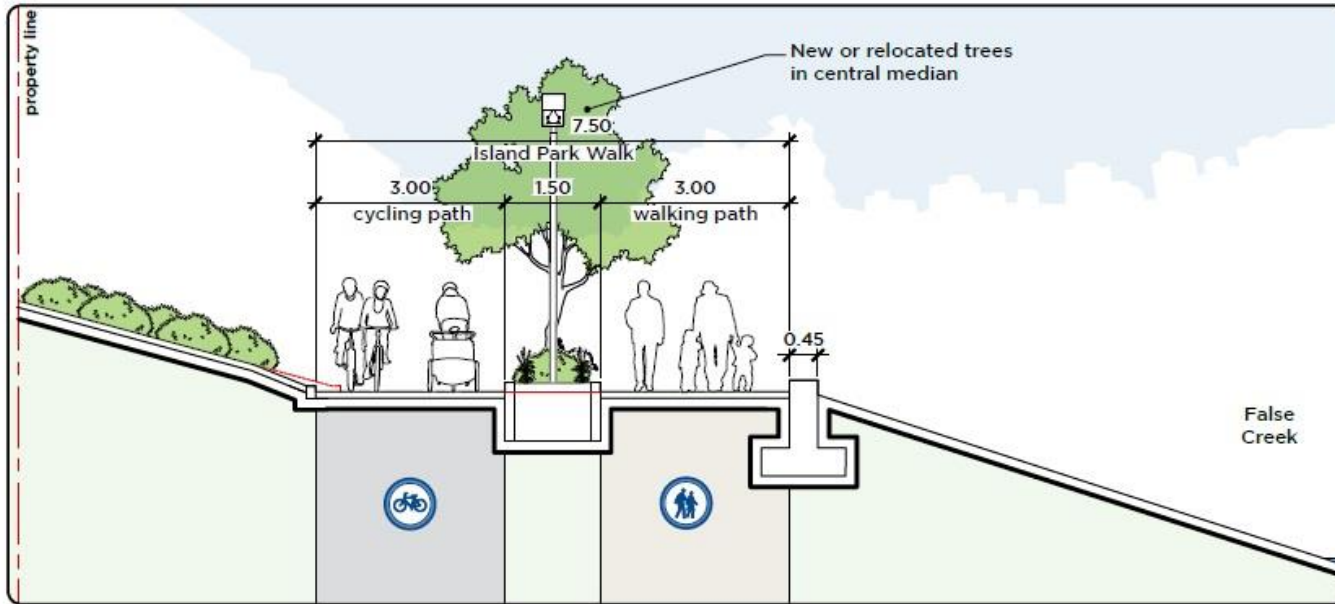 property line
New or relocated trees
in central median
7.50
Island Park Walk
3.00
1.50
3.00
cycling path
walking path
0.45
False
Creek